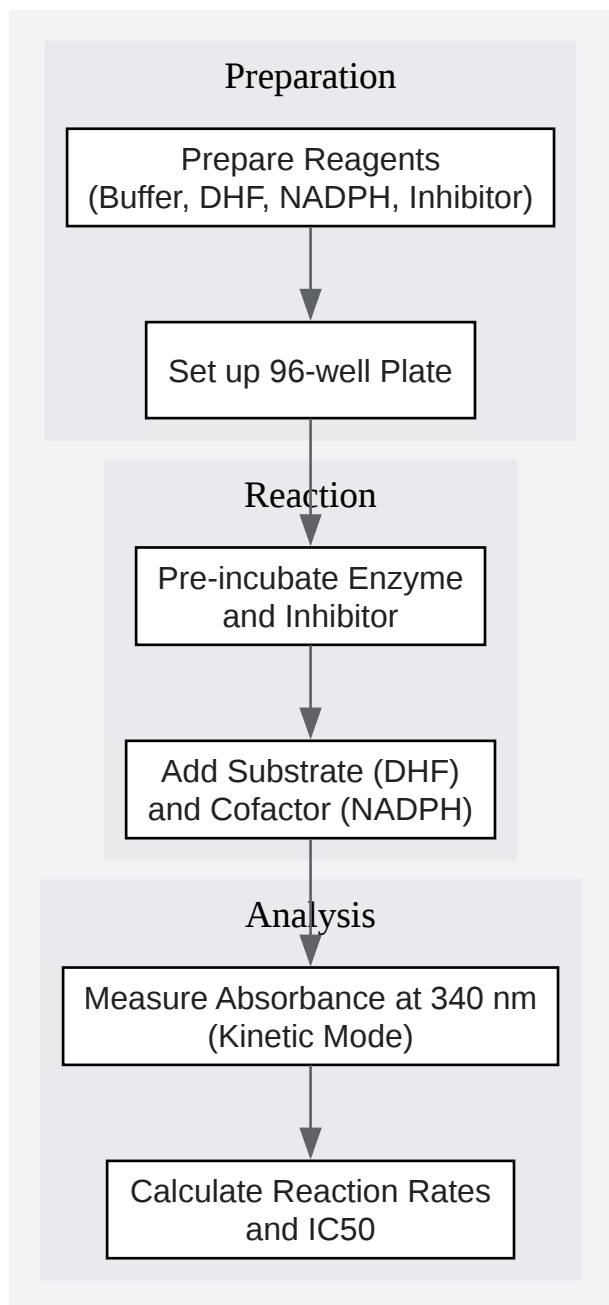 Preparation
Prepare Reagents
(Buffer, DHF, NADPH, Inhibitor)
Set up 96-well Plate
Reaction
Pre-incubate Enzyme
and Inhibitor
Add Substrate (DHF)
and Cofactor (NADPH)
Analysis
Measure Absorbance at 340 nm
(Kinetic Mode)
Calculate Reaction Rates
and IC50